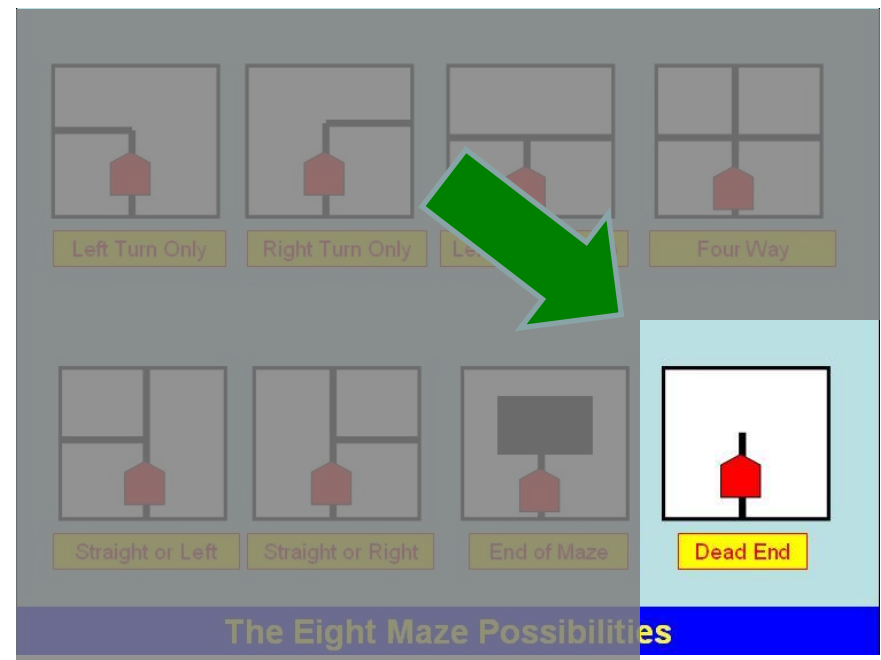 Left Turn Only
Right Turn Only
Four Way
Straight or Left
Straight or Right
End of Maze
Dead End
The Eight Maze Possibilities